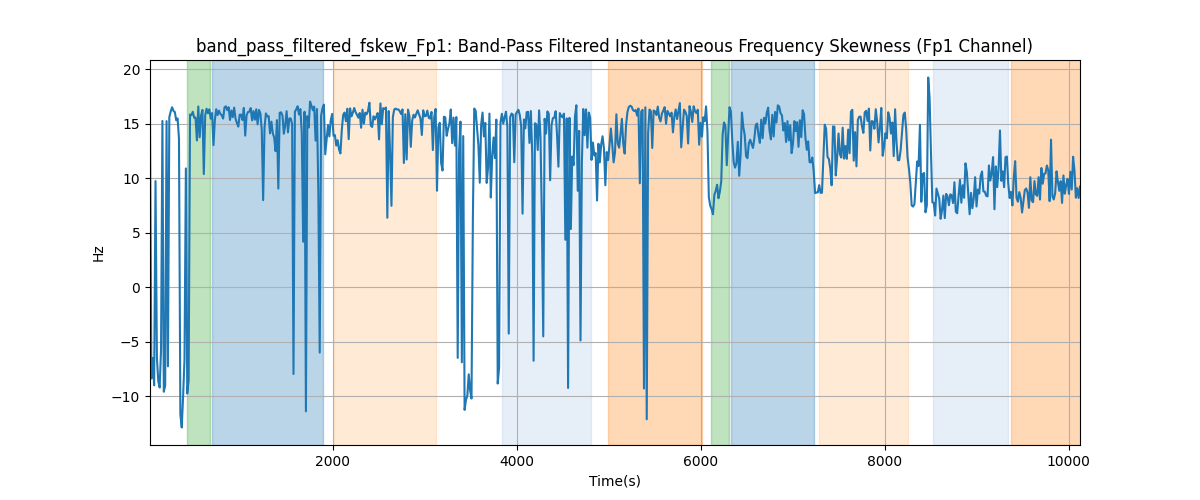 band_pass_filtered_fskew_Fp1: Band-Pass Filtered Instantaneous Frequency Skewness (Fp1 Channel)
20
15
10
5
0
−5
−10
Hz
2000 4000 6000 8000 10000
Time(s)